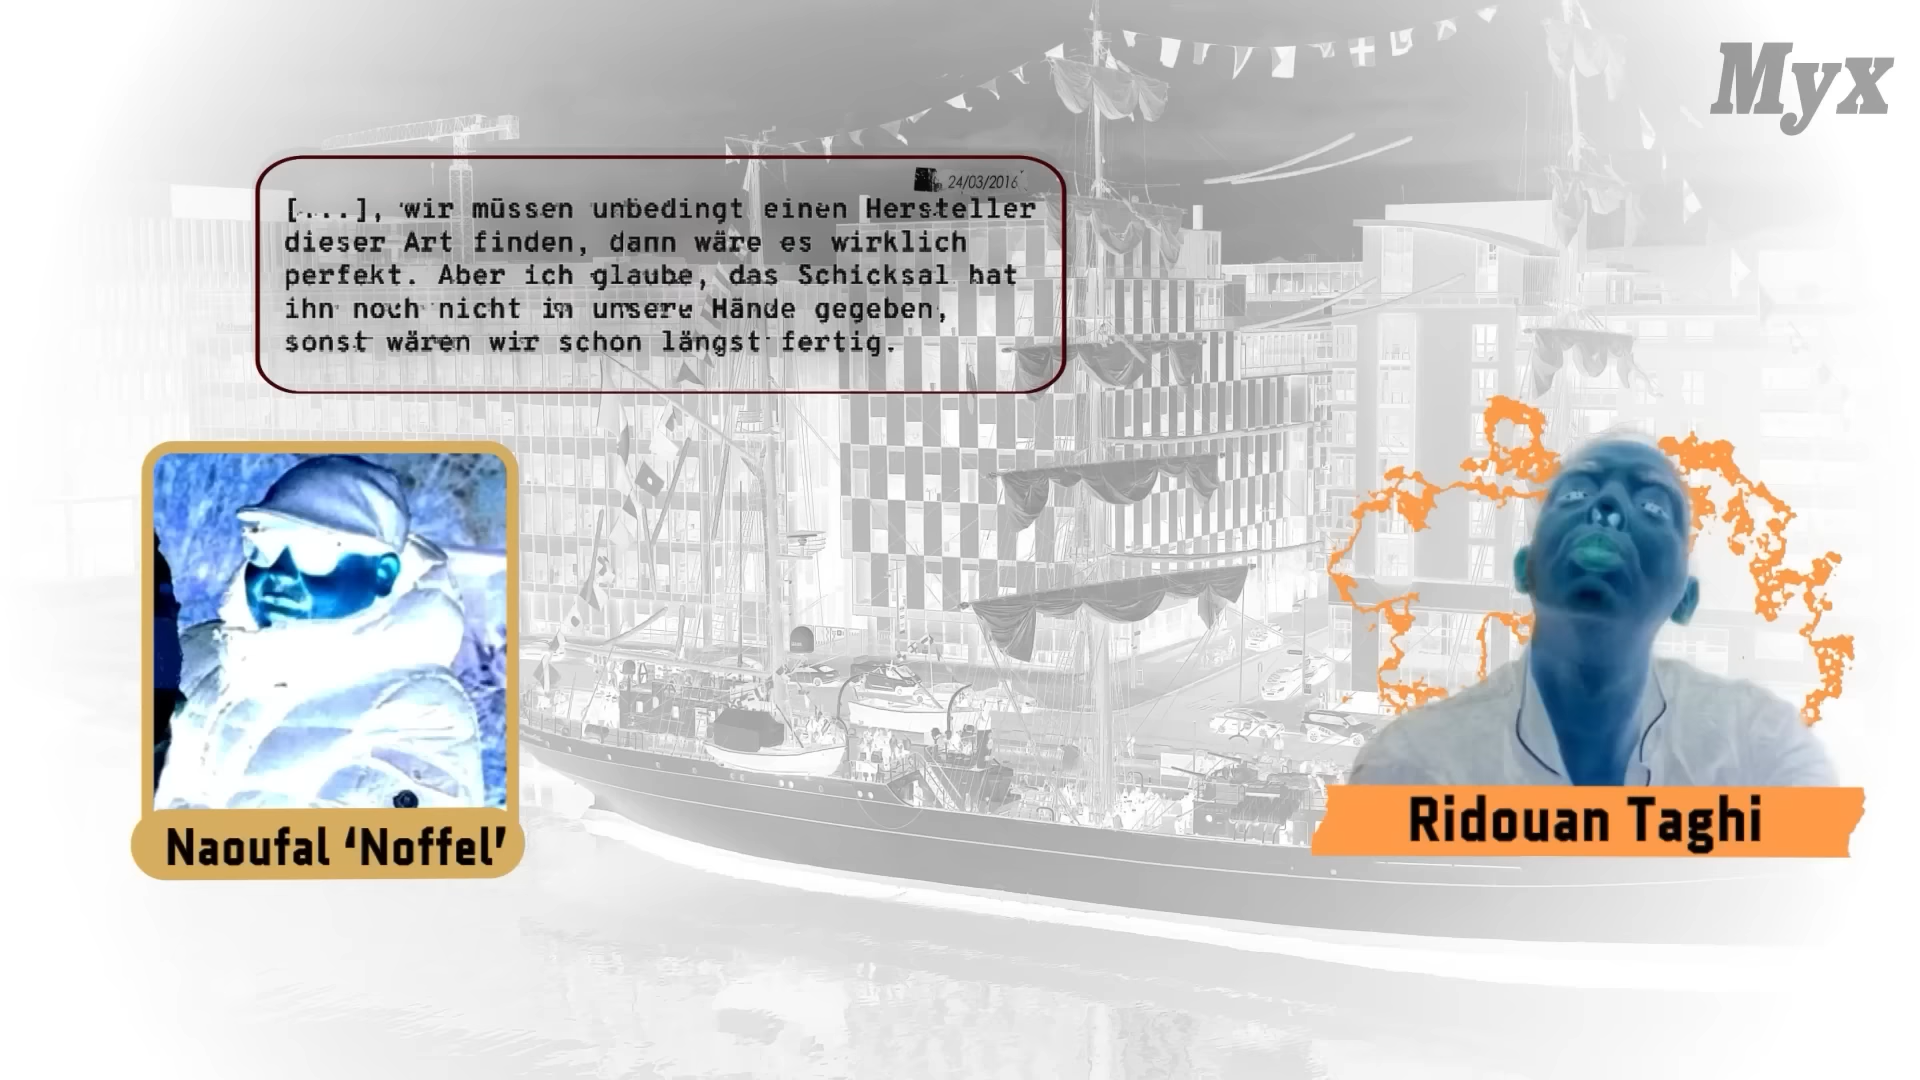 Myx
24/03/2016
[...], wir müssen unbedingt einen Hersteller
dieser Art finden, dann wäre es wirklich
perfekt. Aber ich glaube, das Schicksal hat
ihn noch nicht in unsere Hände gegeben,
sonst wären wir schon längst fertig.
Naoufal ‘Noffel’
Ridouan Taghi